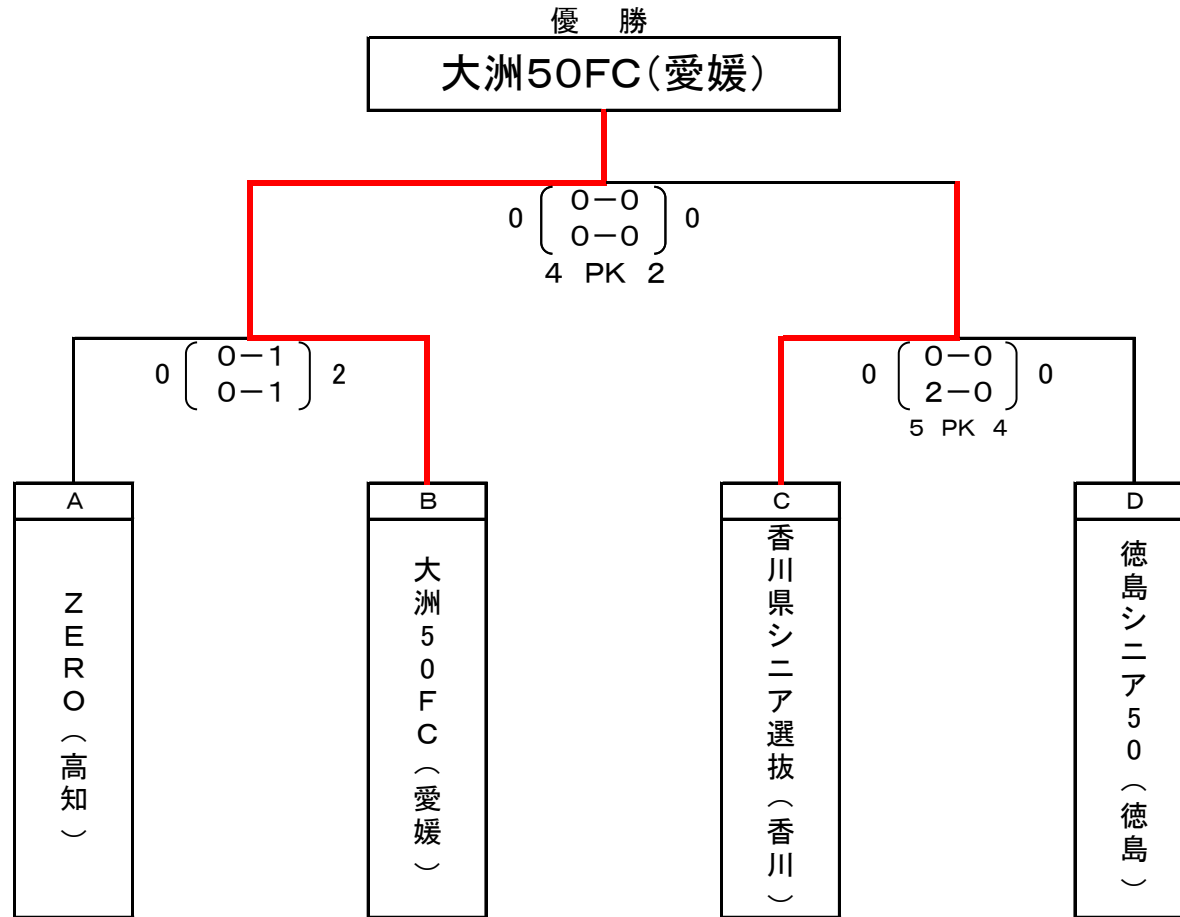 優　勝
大洲50FC（愛媛）
0 0－0 0
0－0
4 PK 2
0 0－1 2
0－1
0 0－0 0
2－0
5 PK 4
A
B
C
D
ZERO（高知）
大洲50FC（愛媛）
香川県シニア選抜（香川）
徳島シニア50（徳島）